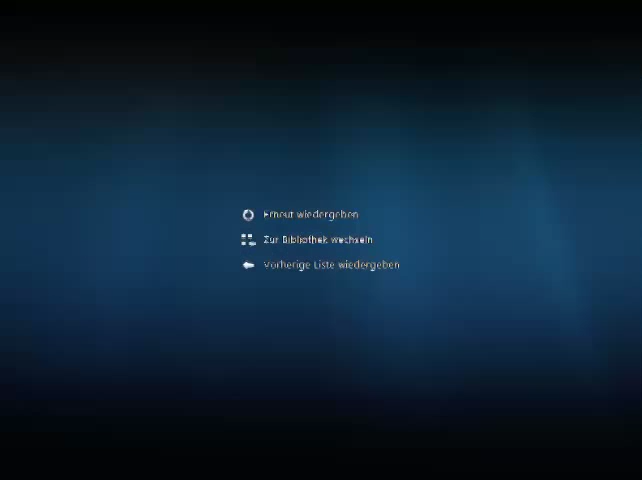 Erneut wiedergeben
Zur Bibliothek wechseln
Vorherige Liste wiedergeben